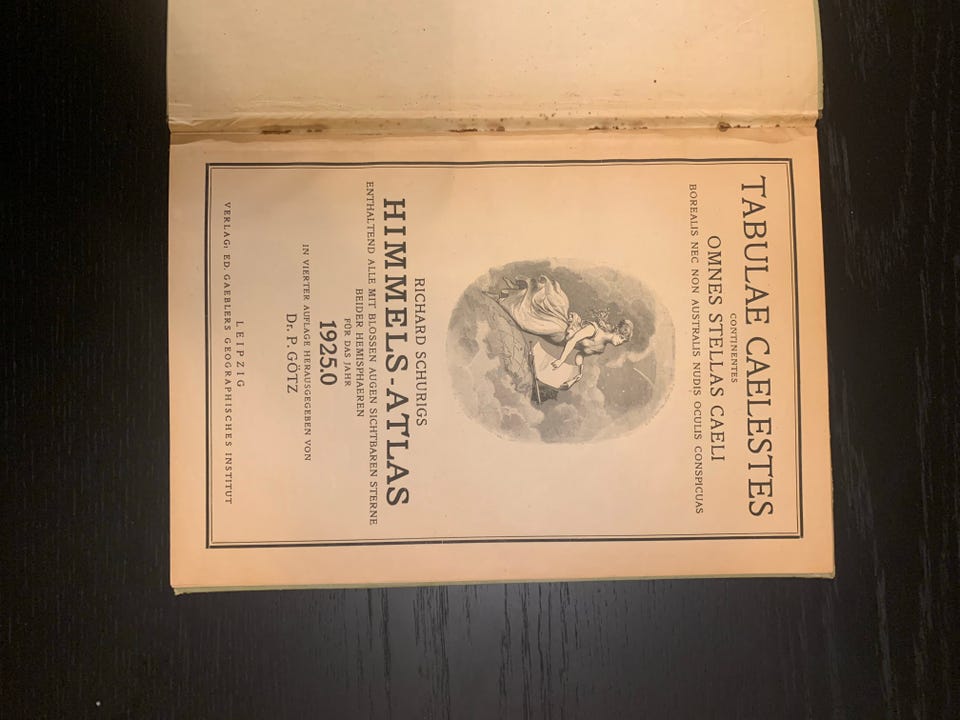 TABULAE CAELESTES
CONTINENTES
OMNES STELLAS CAELI
BOREALIS NEC NON AUSTRALIS NUDIS OCULIS CONSPICUAS
RICHARD SCHURIGS
HIMMELS-ATLAS
ENTHALTEND ALLE MIT BLOSSEN AUGEN SICHTBAREN STERNE
BEIDER HEMISPHAEREN
FÜR DAS JAHR
1925.0
IN VIERTER AUFLAGE HERAUSGEGEBEN VON
Dr. P. GÖTZ
LEIPZIG
VERLAG: ED. GAEBLERS GEOGRAPHISCHES INSTITUT